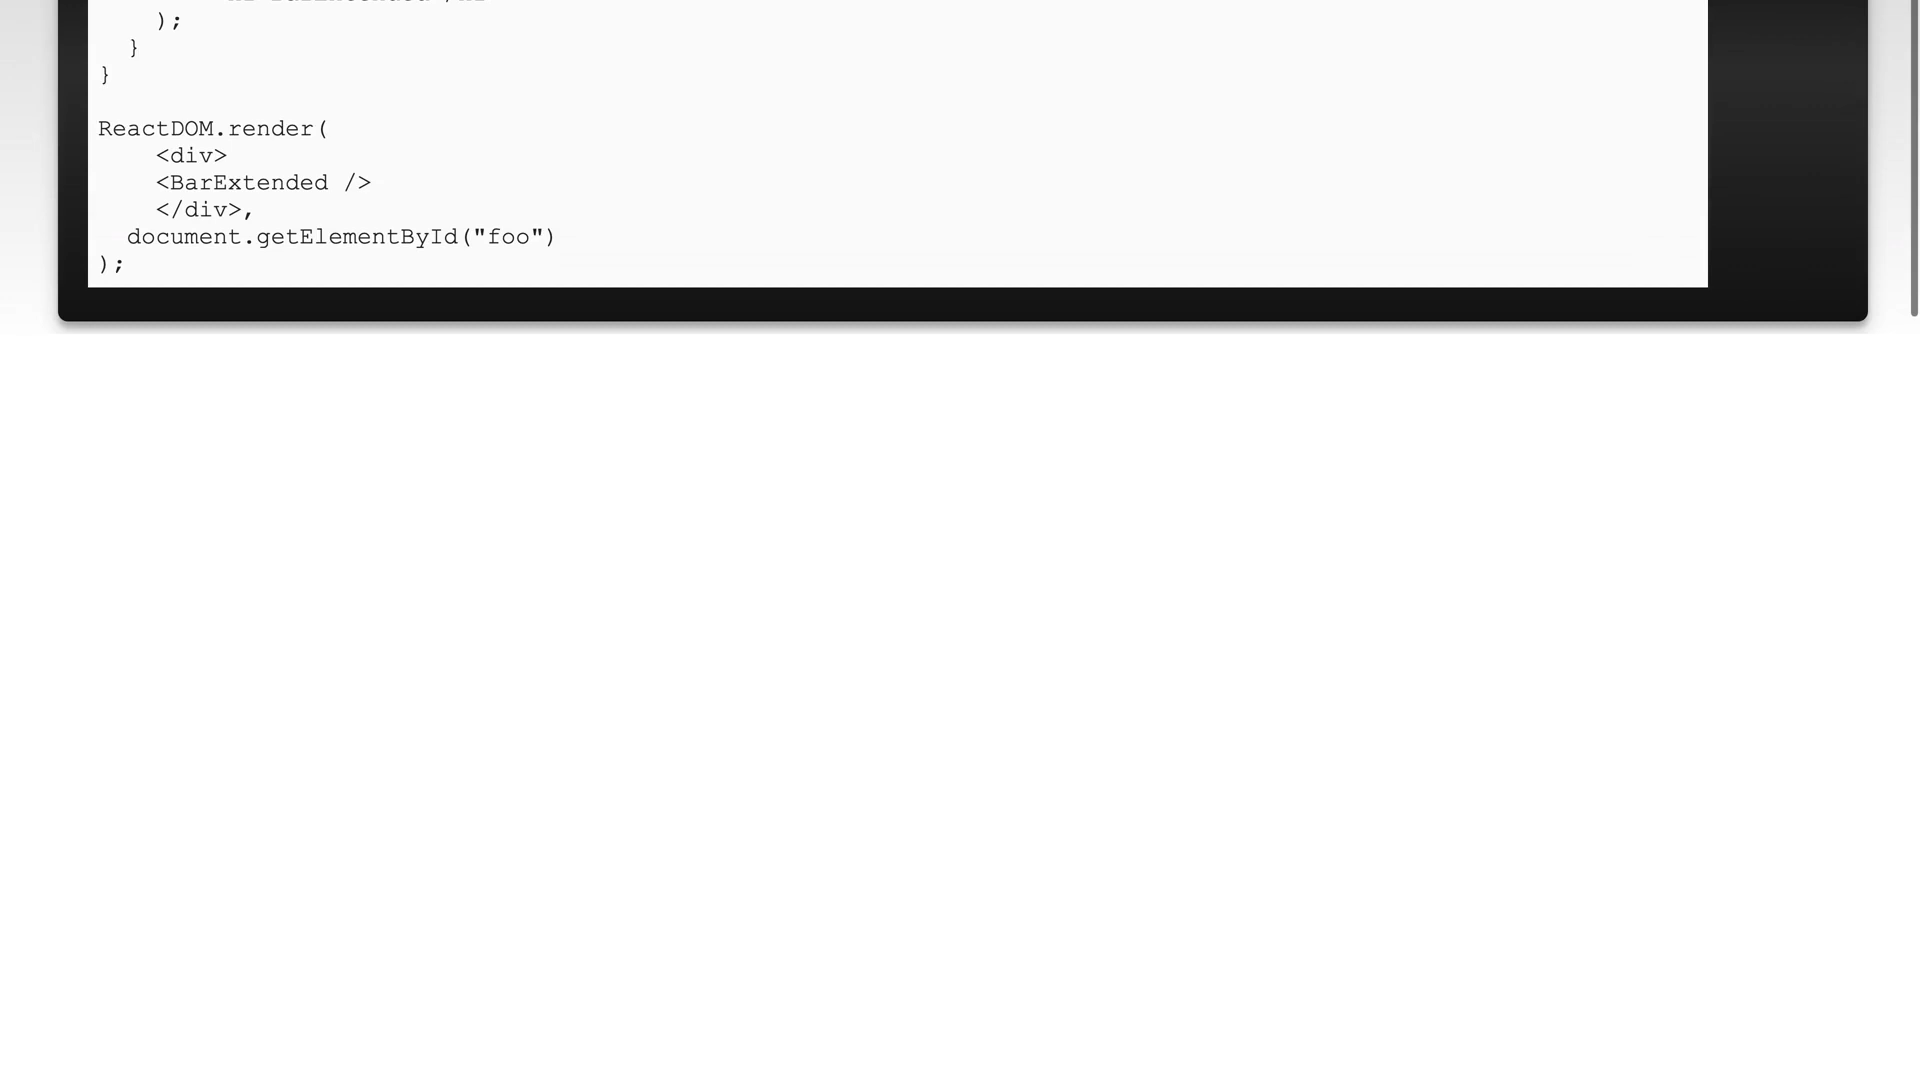 );
}
}
ReactDOM.render(
<div>
<BarExtended />
</div>,
document.getElementById("foo")
);